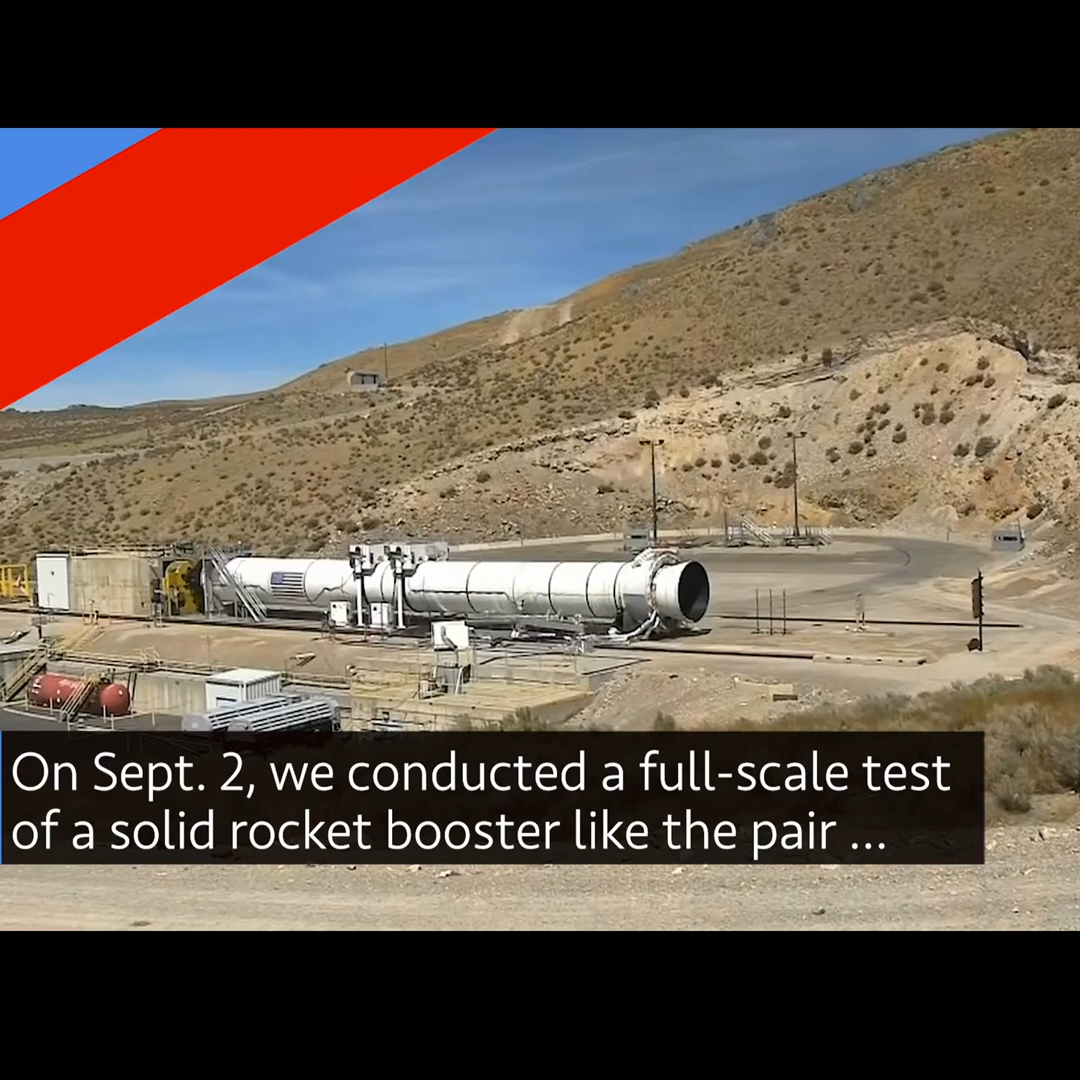 On Sept. 2, we conducted a full-scale test
of a solid rocket booster like the pair ...